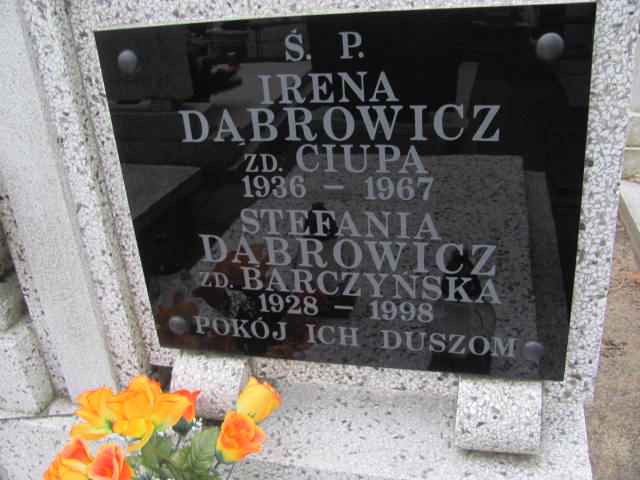 Ś. P.
IRENA
DĄBROWICZ
ZD. CIUPA
1936 – 1967
STEFANIA
DĄBROWICZ
ZD. BARCZYŃSKA
1928 – 1998
POKÓJ ICH DUSZOM